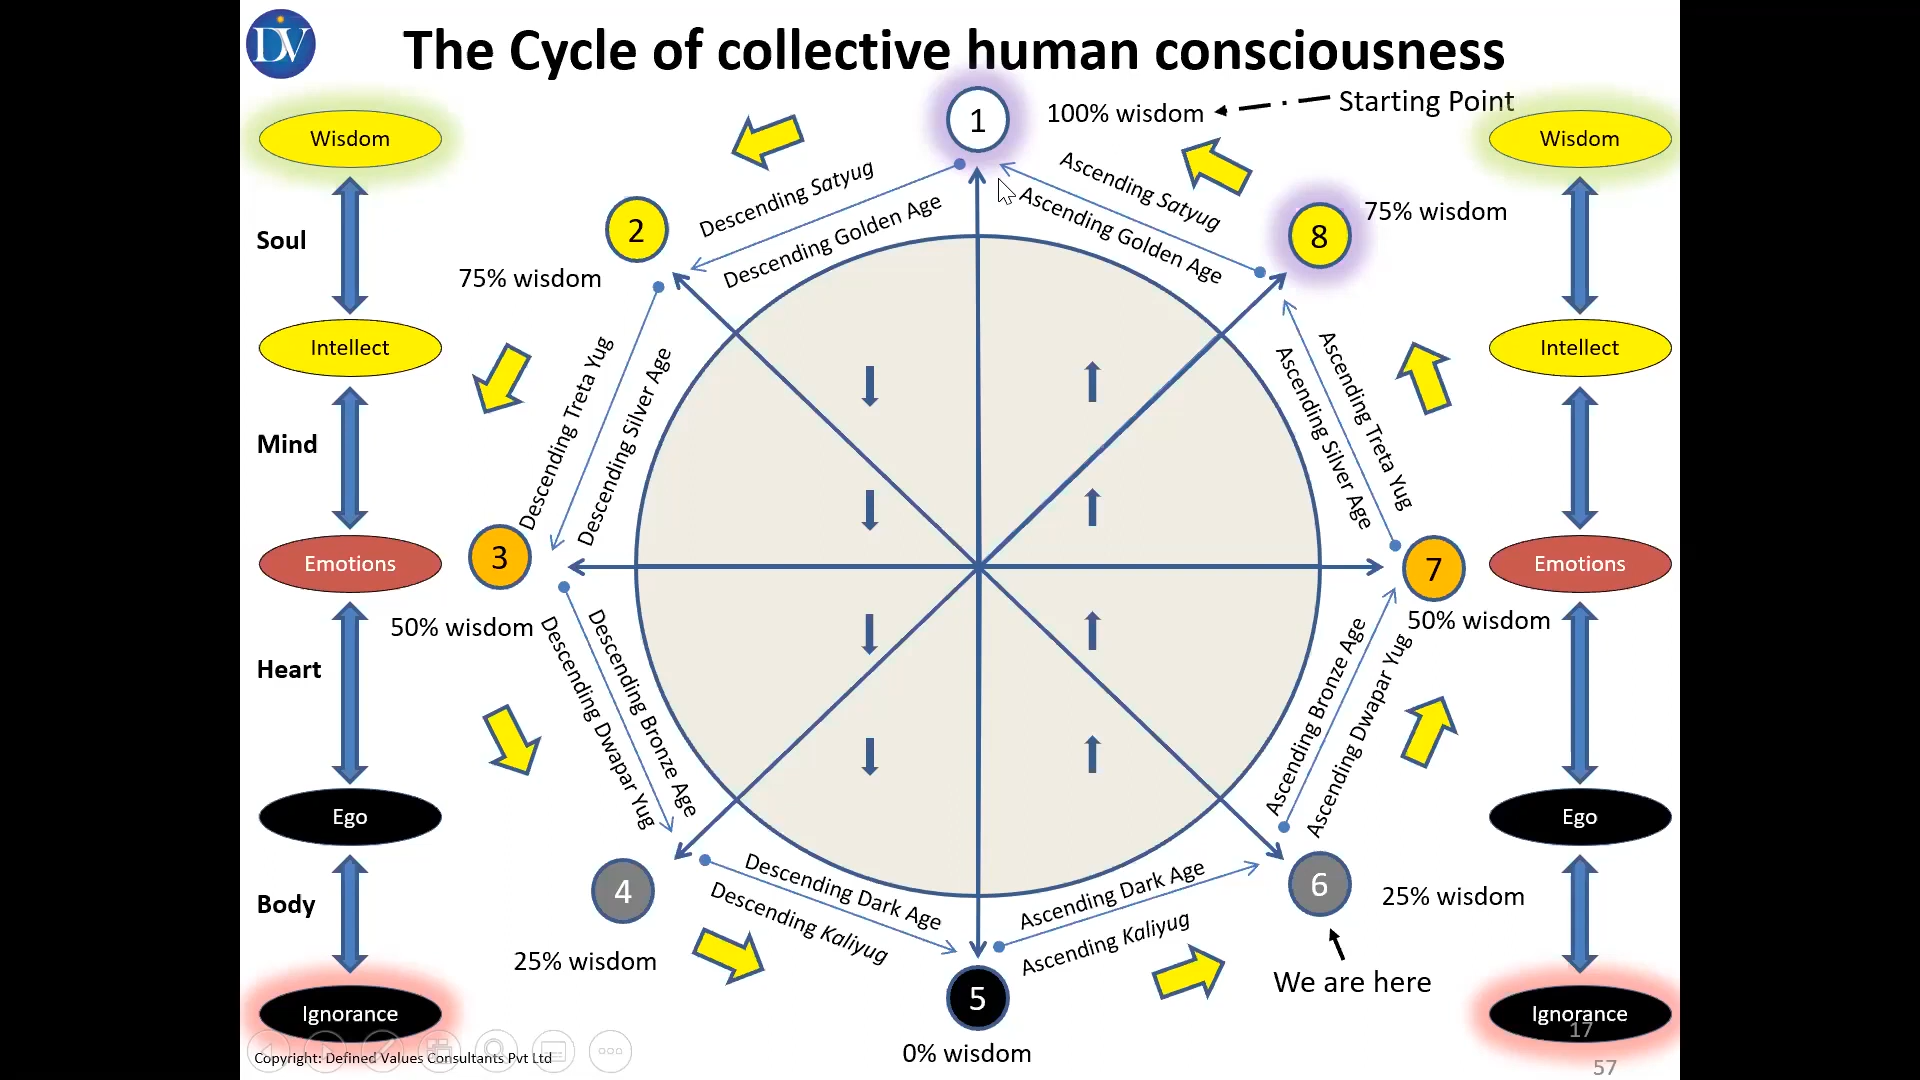 DV
The Cycle of collective human consciousness
1
100% wisdom
Starting Point
Wisdom
Soul
Intellect
Mind
Emotions
Heart
Ego
Body
Ignorance
Descending Satyug
Descending Golden Age
2
75% wisdom
Descending Treta Yug
Descending Silver Age
3
50% wisdom
Descending Bronze Age
Descending Dwapar Yug
4
25% wisdom
Descending Dark Age
Descending Kaliyug
5
0% wisdom
Ascending Dark Age
Ascending Kaliyug
6
25% wisdom
We are here
Ascending Bronze Age
Ascending Dwapar Yug
7
50% wisdom
Ascending Treta Yug
Ascending Silver Age
8
75% wisdom
Ascending Satyug
Ascending Golden Age
Wisdom
Intellect
Emotions
Ego
Ignorance
17
57
Copyright: Defined Values Consultants Pvt Ltd